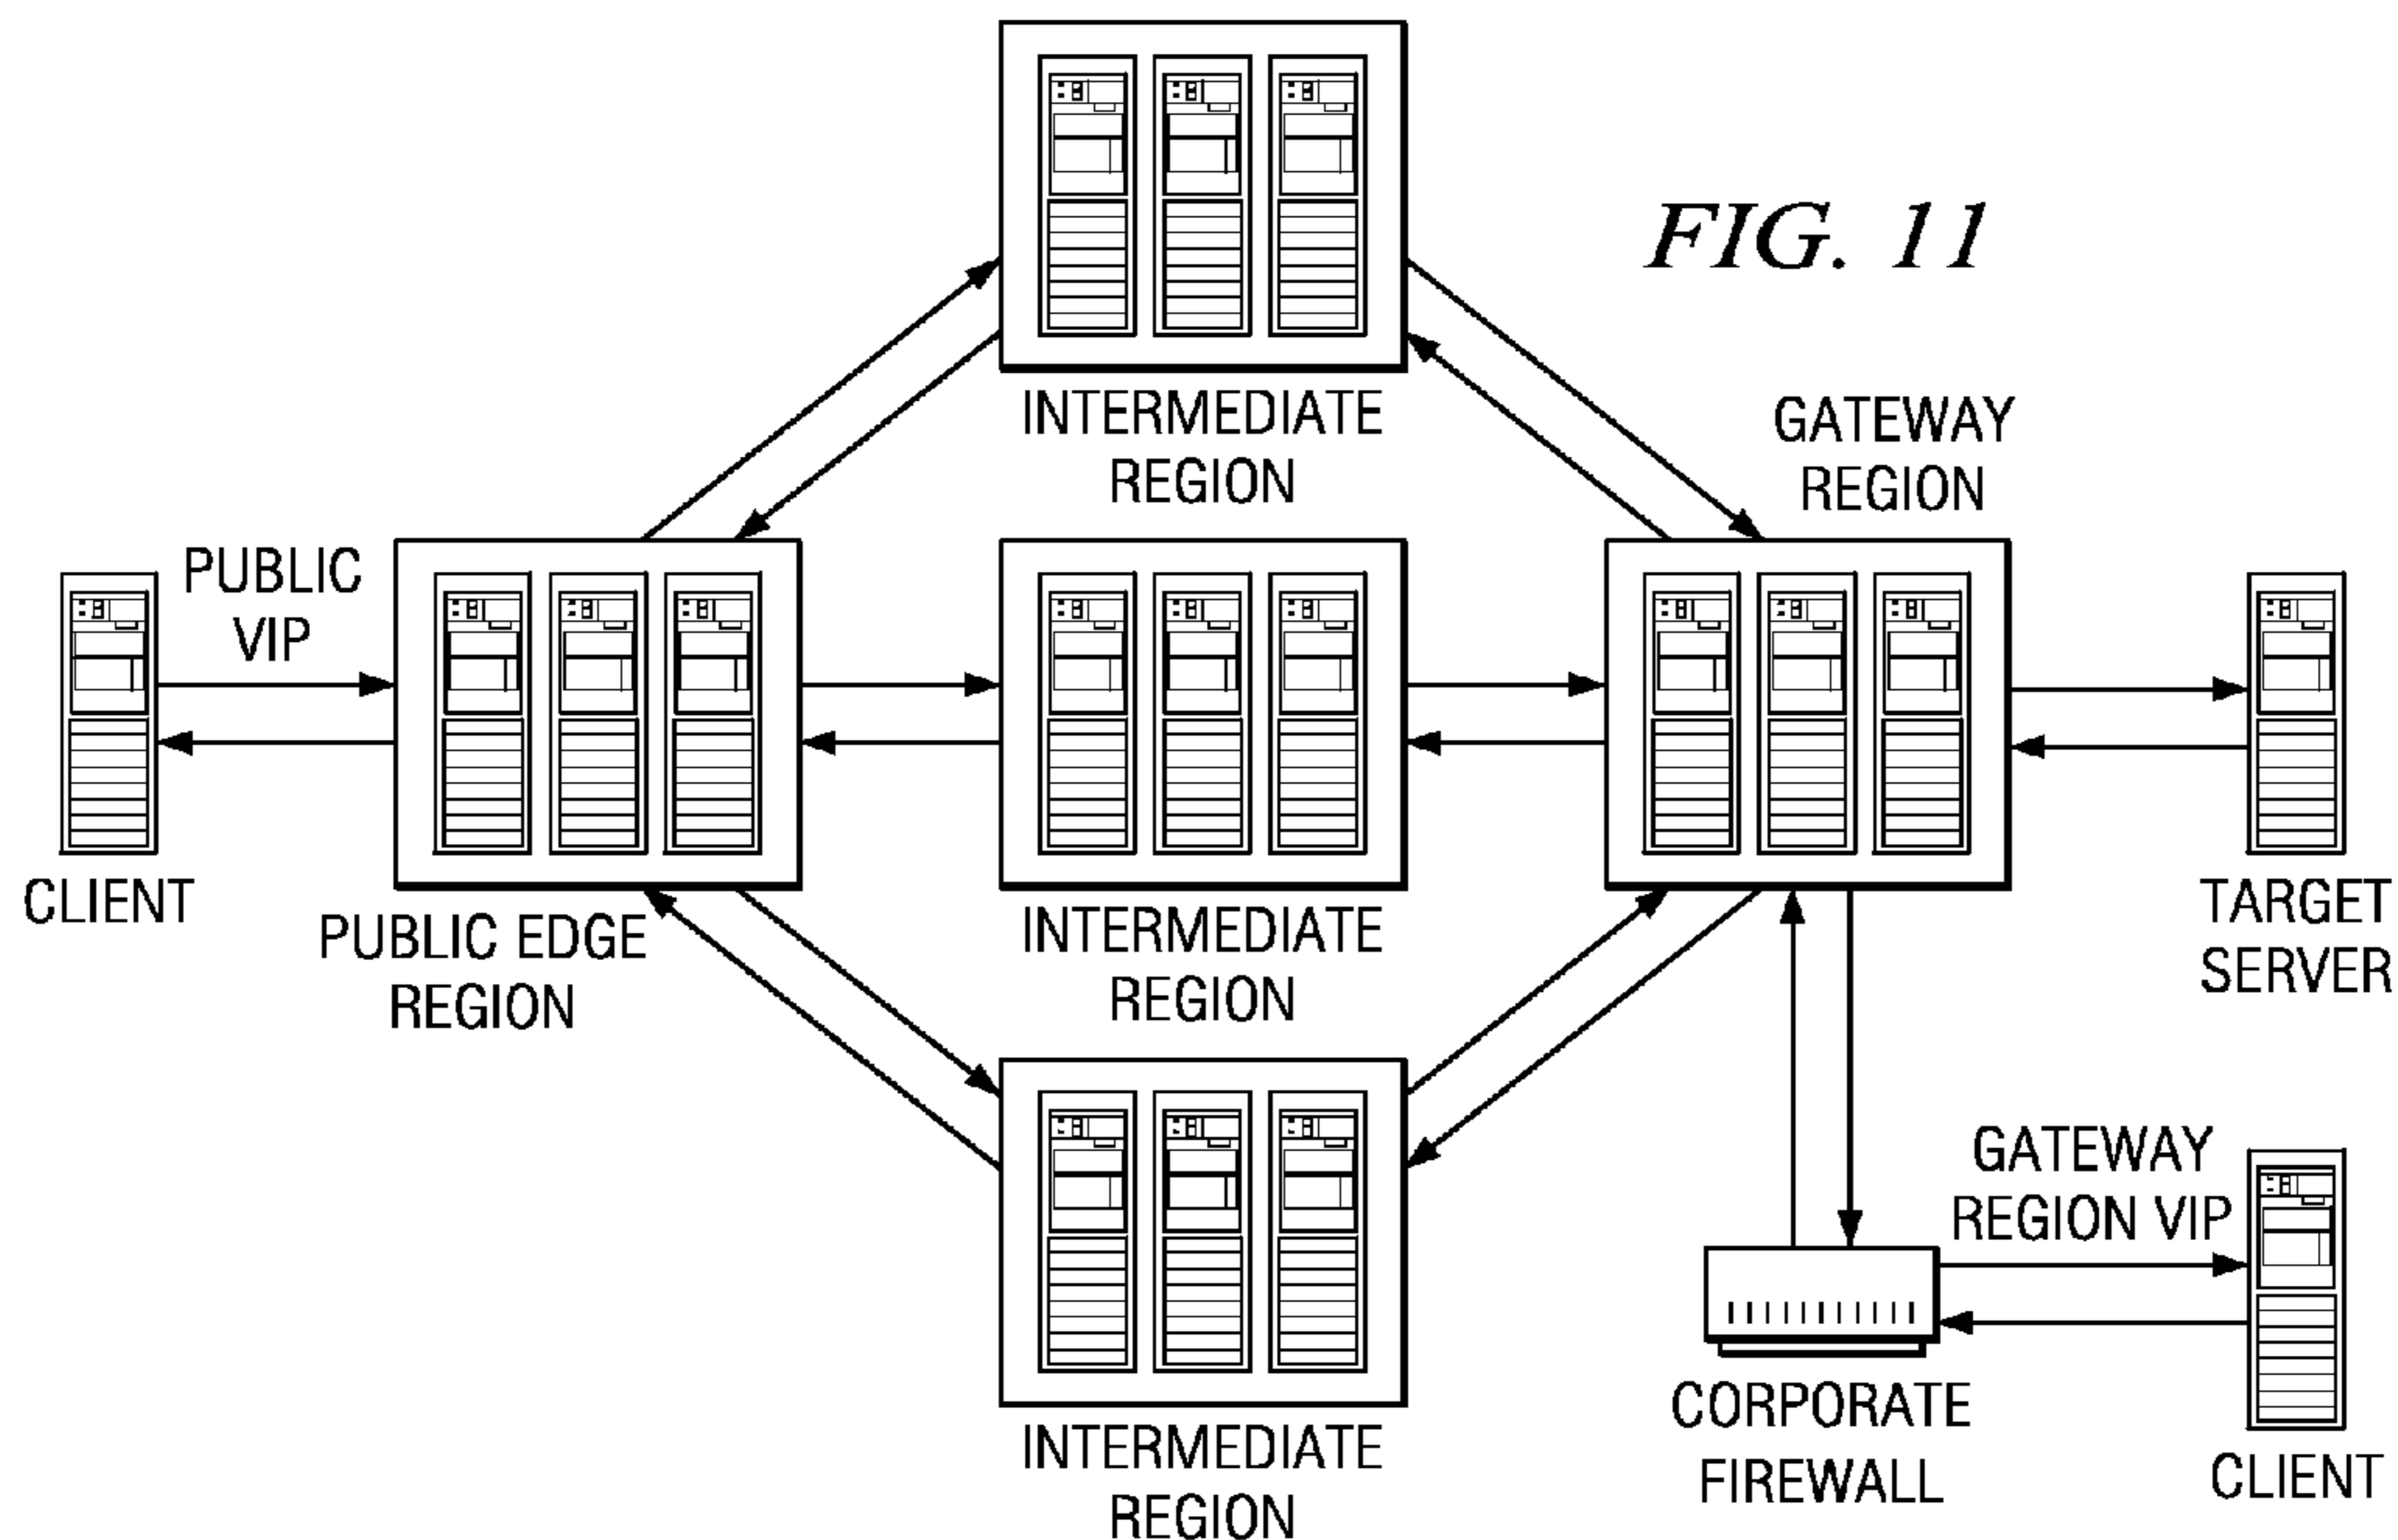 FIG. 11
INTERMEDIATE
REGION
GATEWAY
REGION
PUBLIC
VIP
CLIENT
PUBLIC EDGE
REGION
INTERMEDIATE
REGION
TARGET
SERVER
GATEWAY
REGION VIP
CORPORATE
FIREWALL
CLIENT
INTERMEDIATE
REGION